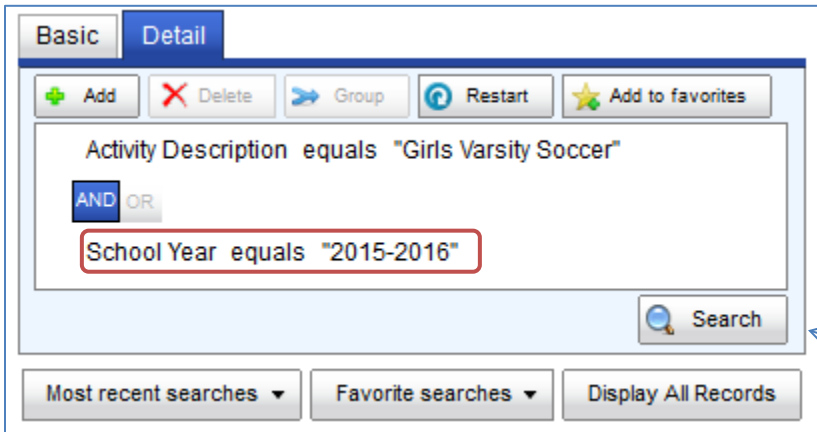 Basic Detail
Add Delete Group Restart Add to favorites
Activity Description equals "Girls Varsity Soccer"
AND OR
School Year equals "2015-2016"
Search
Most recent searches Favorite searches Display All Records